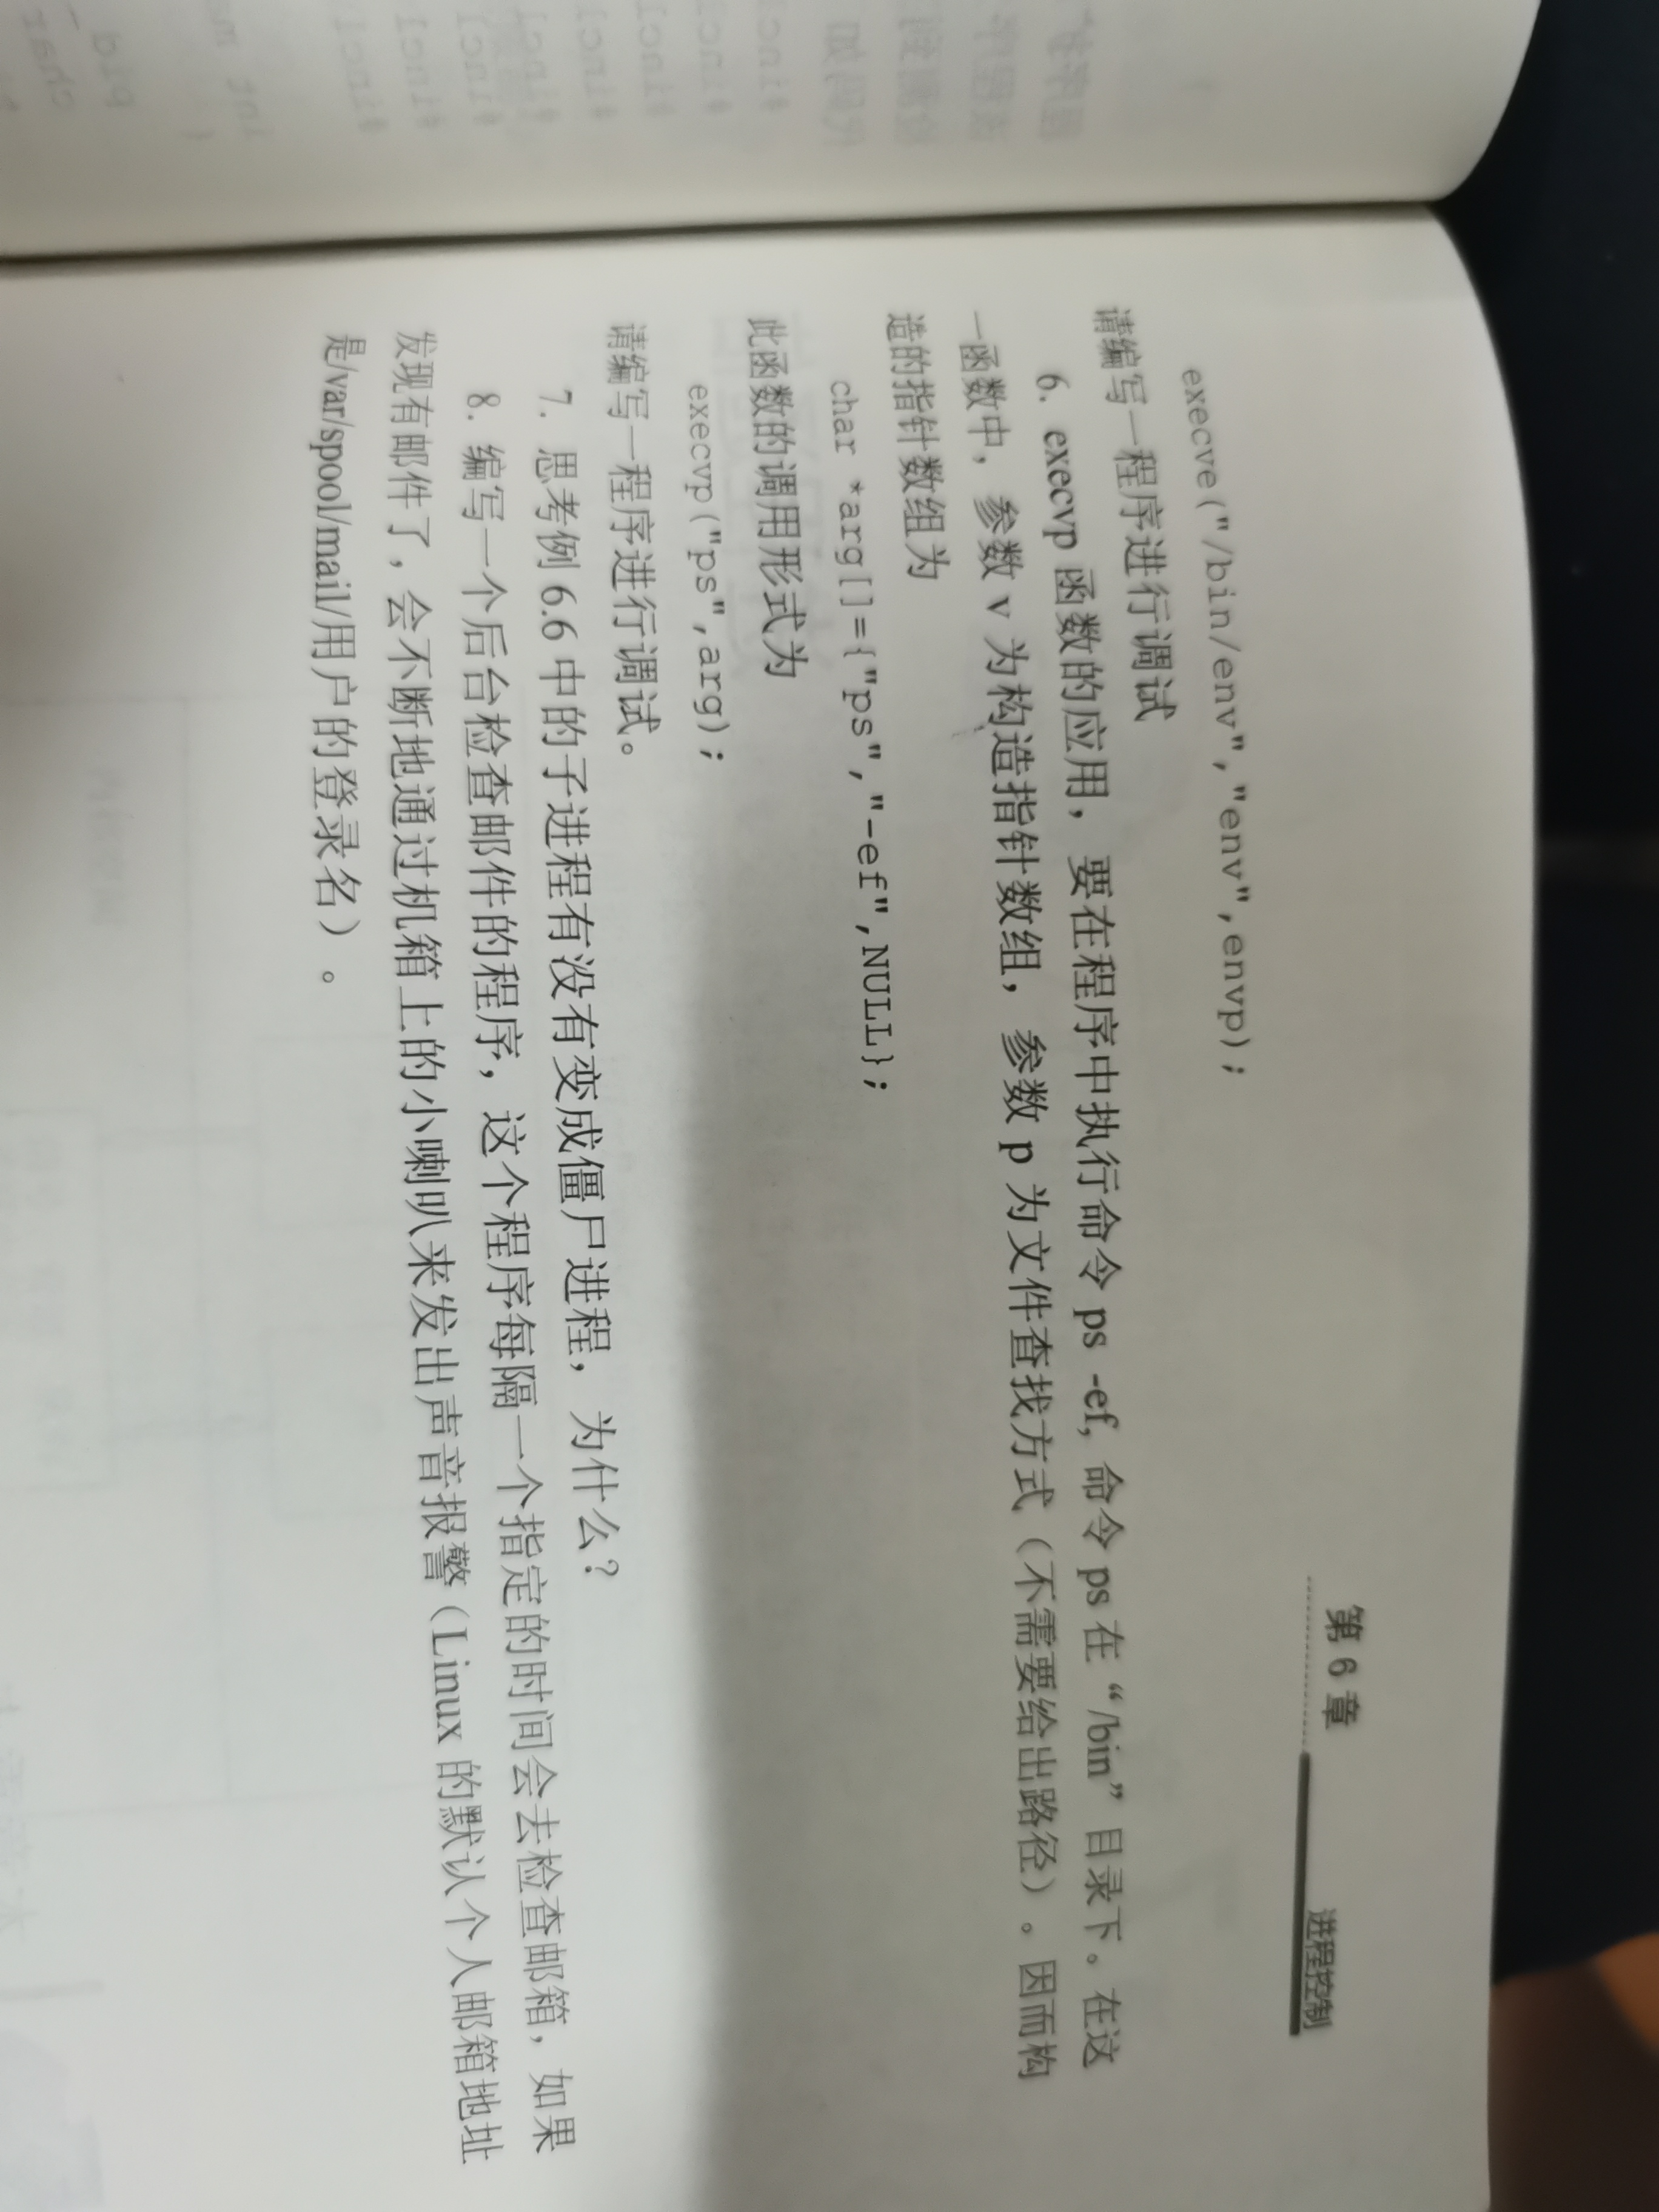 第 6 章 进程控制
execve("/bin/env","env",envp);
请编写一程序进行调试
6. execvp 函数的应用，要在程序中执行命令 ps -ef, 命令 ps 在“/bin”目录下。在这
一函数中，参数 v 为构造指针数组，参数 p 为文件查找方式（不需要给出路径）。因而构
造的指针数组为
char *arg[]={"ps","-ef",NULL};
此函数的调用形式为
execvp("ps",arg);
请编写一程序进行调试。
7. 思考例 6.6 中的子进程有没有变成僵尸进程，为什么?
8. 编写一个后台检查邮件的程序，这个程序每隔一个指定的时间会去检查邮箱，如果
发现有邮件了，会不断地通过机箱上的小喇叭来发出声音报警（Linux 的默认个人邮箱地址
是/var/spool/mail/用户的登录名）。